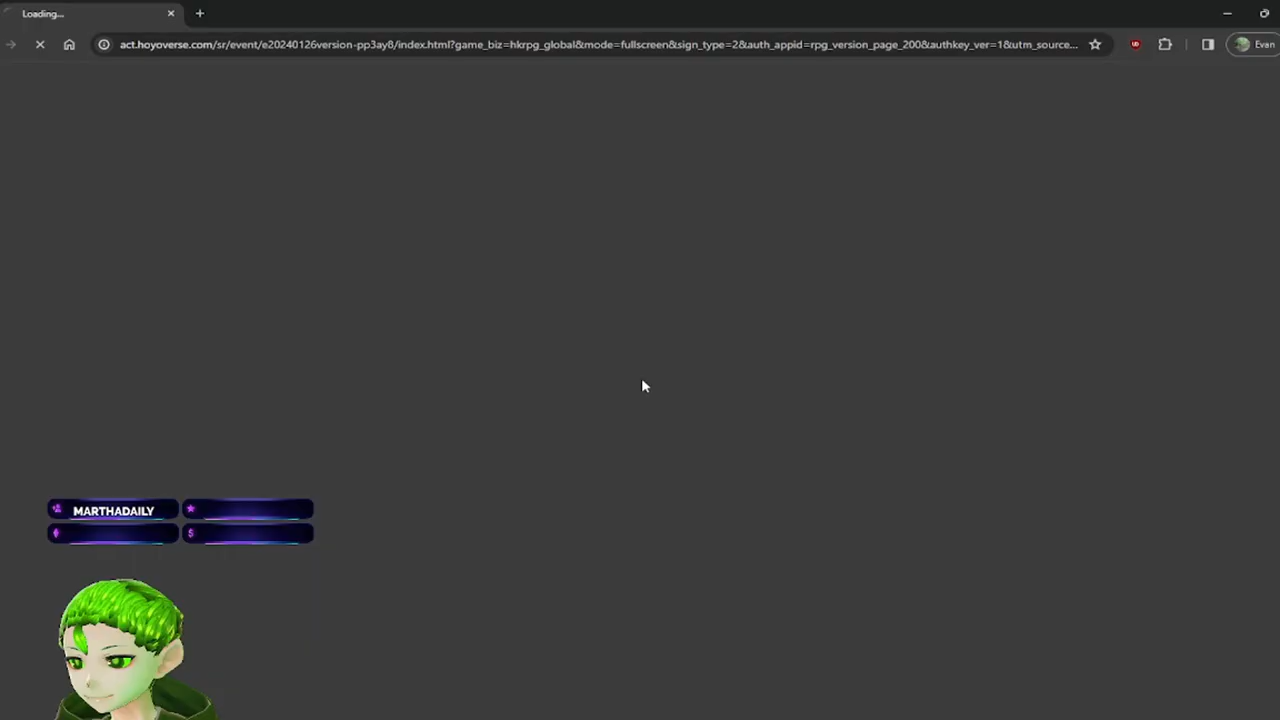 Loading...
act.hoyoverse.com/sr/event/e20240126version-pp3ay8/index.html?game_biz=hkrpg_global&mode=fullscreen&sign_type=2&auth_appid=rpg_version_page_200&authkey_ver=1&utm_source...
Evan
MARTHADAILY
$